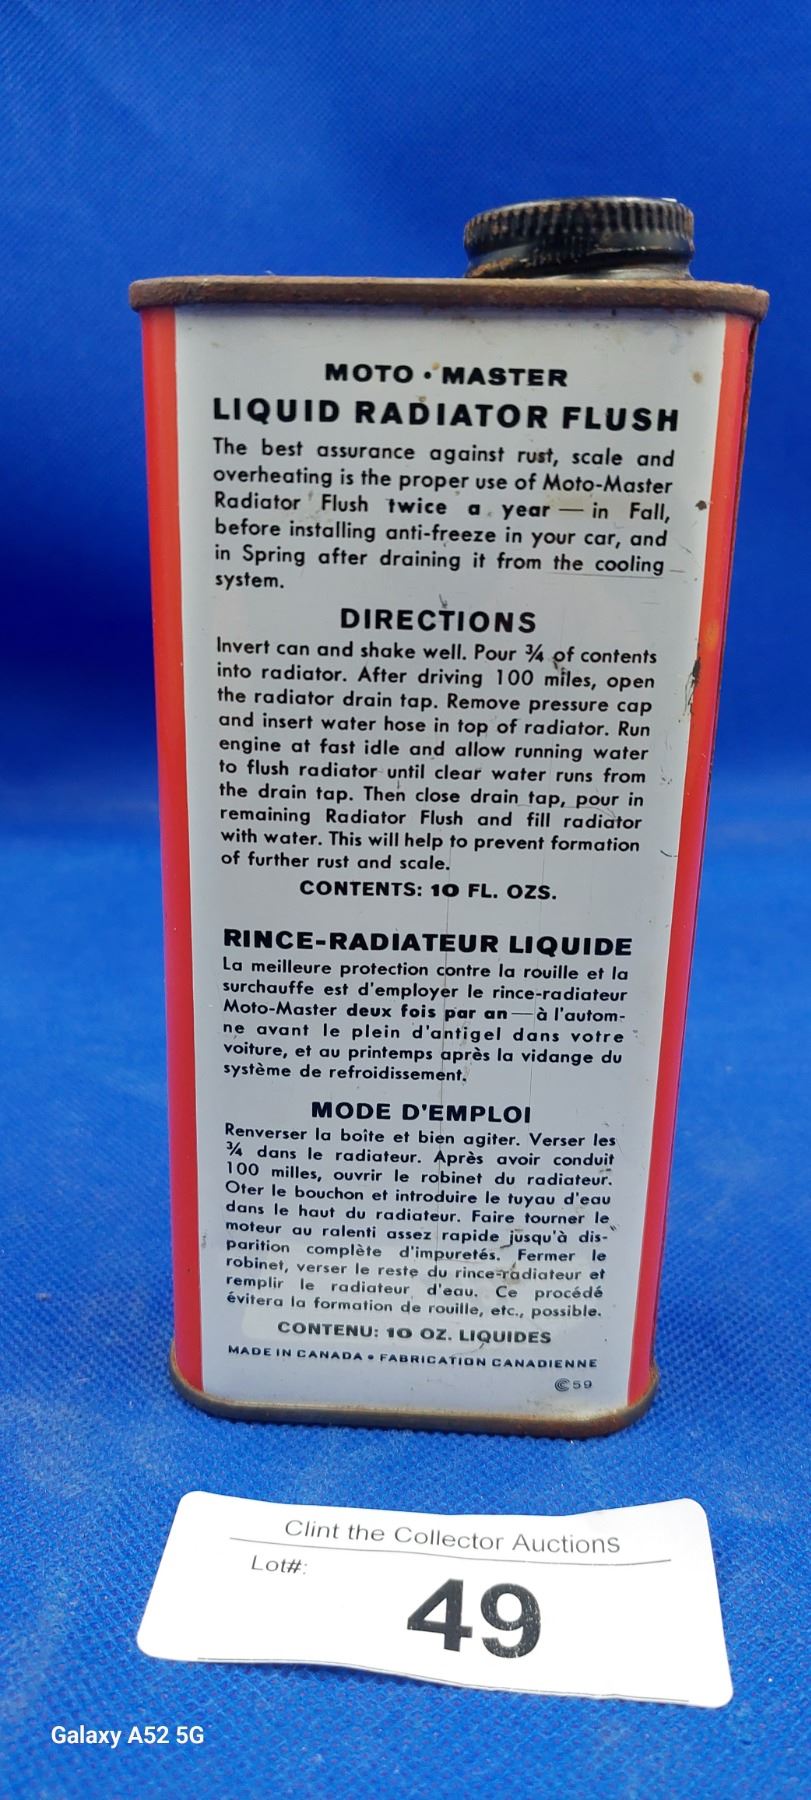 MOTO • MASTER
LIQUID RADIATOR FLUSH
The best assurance against rust, scale and
overheating is the proper use of Moto-Master
Radiator Flush twice a year — in Fall,
before installing anti-freeze in your car, and
in Spring after draining it from the cooling
system.
DIRECTIONS
Invert can and shake well. Pour ¾ of contents
into radiator. After driving 100 miles, open
the radiator drain tap. Remove pressure cap
and insert water hose in top of radiator. Run
engine at fast idle and allow running water
to flush radiator until clear water runs from
the drain tap. Then close drain tap, pour in
remaining Radiator Flush and fill radiator
with water. This will help to prevent formation
of further rust and scale.
CONTENTS: 10 FL. OZS.
RINCE-RADIATEUR LIQUIDE
La meilleure protection contre la rouille et la
surchauffe est d'employer le rince-radiateur
Moto-Master deux fois par an — à l'autom-
ne avant le plein d'antigel dans votre
voiture, et au printemps après la vidange du
système de refroidissement.
MODE D'EMPLOI
Renverser la boîte et bien agiter. Verser les
¾ dans le radiateur. Après avoir conduit
100 milles, ouvrir le robinet du radiateur.
Oter le bouchon et introduire le tuyau d'eau
dans le haut du radiateur. Faire tourner le
moteur au ralenti assez rapide jusqu'à dis-
parition complète d'impuretés. Fermer le
robinet, verser le reste du rince-radiateur et
remplir le radiateur d'eau. Ce procédé
évitera la formation de rouille, etc., possible.
CONTENU: 10 OZ. LIQUIDES
MADE IN CANADA • FABRICATION CANADIENNE
59
Clint the Collector Auctions
Lot#:
49
Galaxy A52 5G